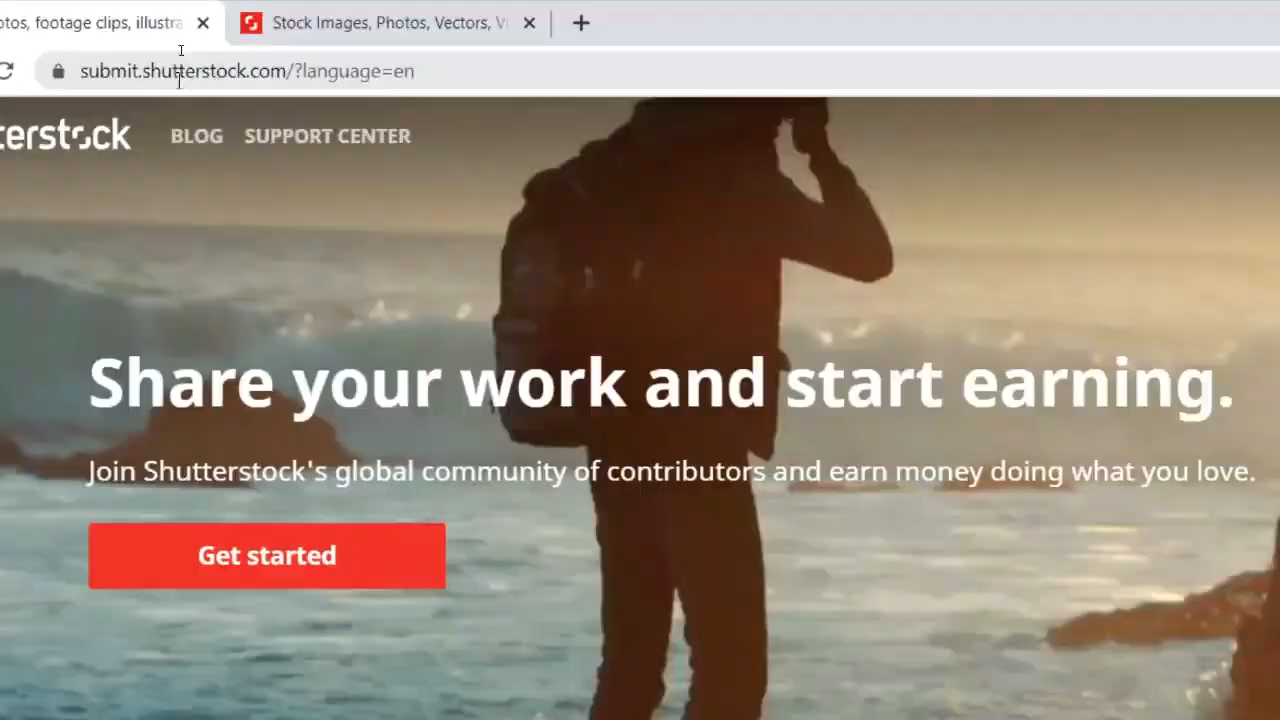 otos, footage clips, illustra
Stock Images, Photos, Vectors, V
submit.shutterstock.com/?language=en
terstock
BLOG SUPPORT CENTER
Share your work and start earning.
Join Shutterstock's global community of contributors and earn money doing what you love.
Get started